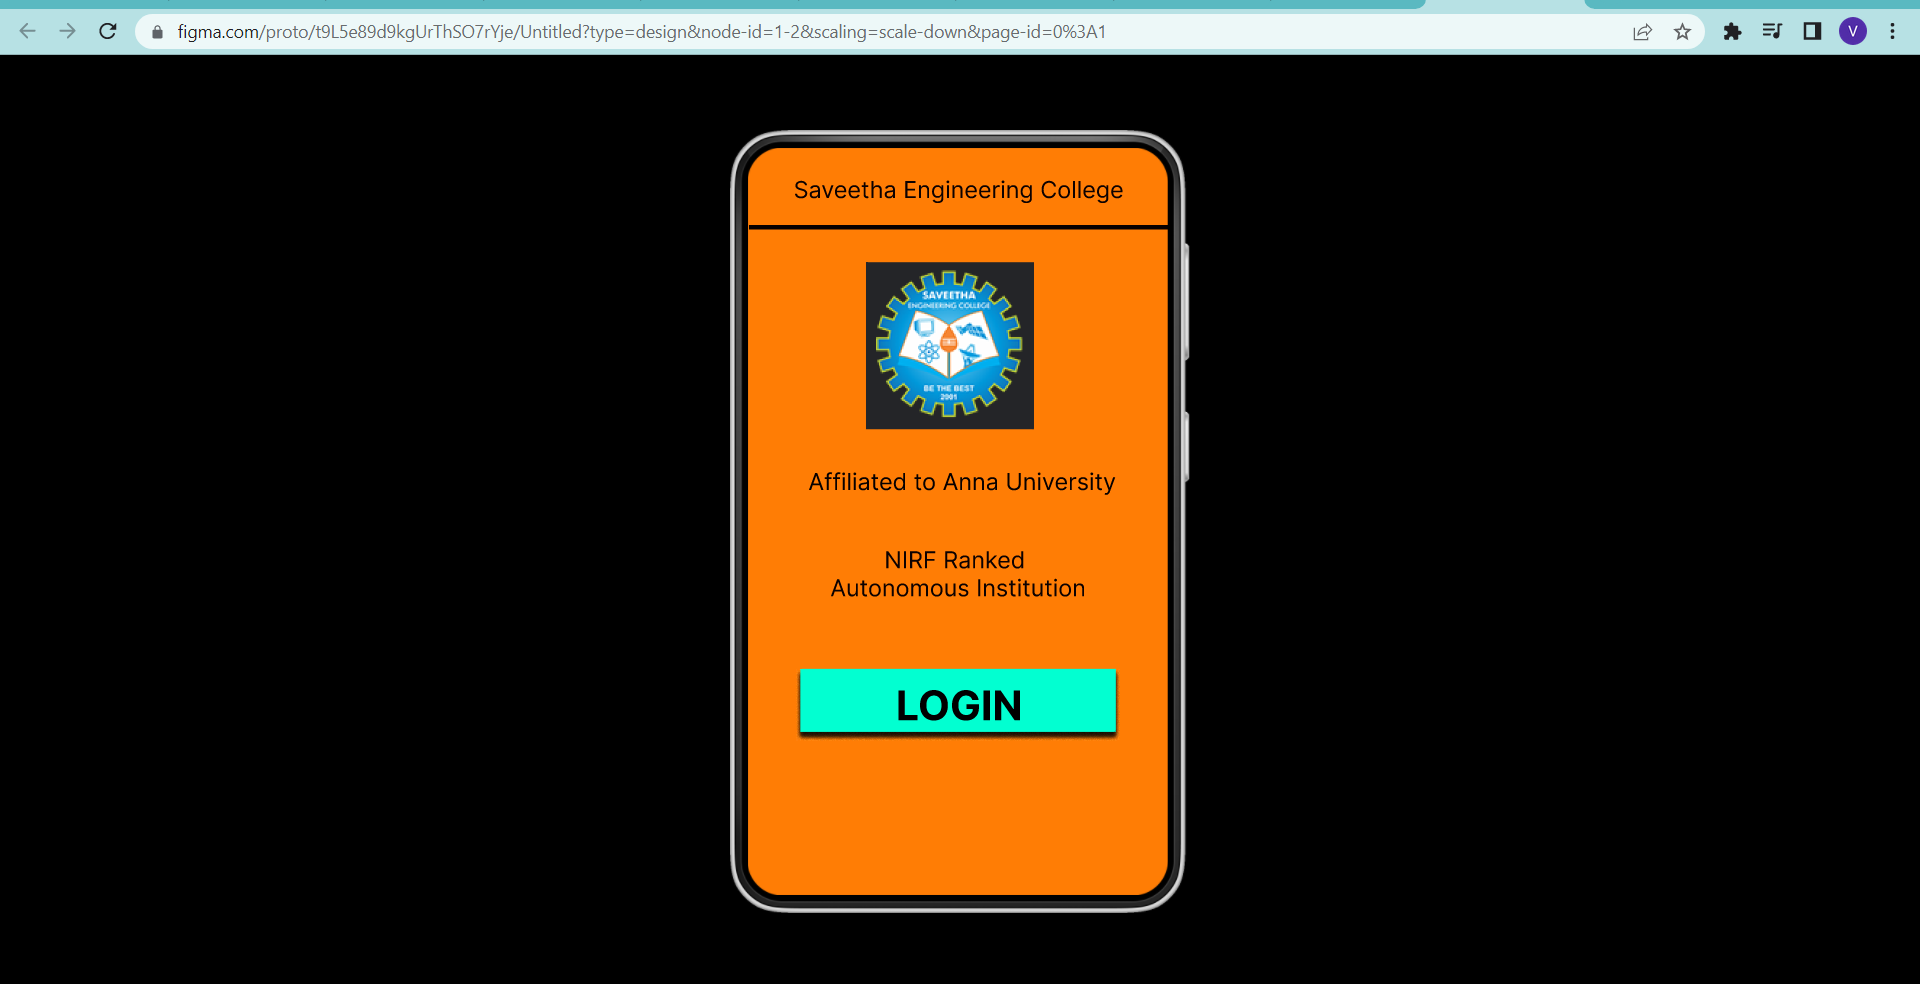 figma.com/proto/t9L5e89d9kgUrThSO7rYje/Untitled?type=design&node-id=1-2&scaling=scale-down&page-id=0%3A1
V
Saveetha Engineering College
SAVEETHA
ENGINEERING COLLEGE
BE THE BEST
2001
Affiliated to Anna University
NIRF Ranked
Autonomous Institution
LOGIN